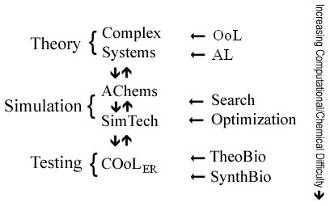 Theory { Complex Systems
← OoL
← AL
Simulation { AChems
SimTech
← Search
← Optimization
Testing { COoLER
← TheoBio
← SynthBio
Increasing Computational/Chemical Difficulty